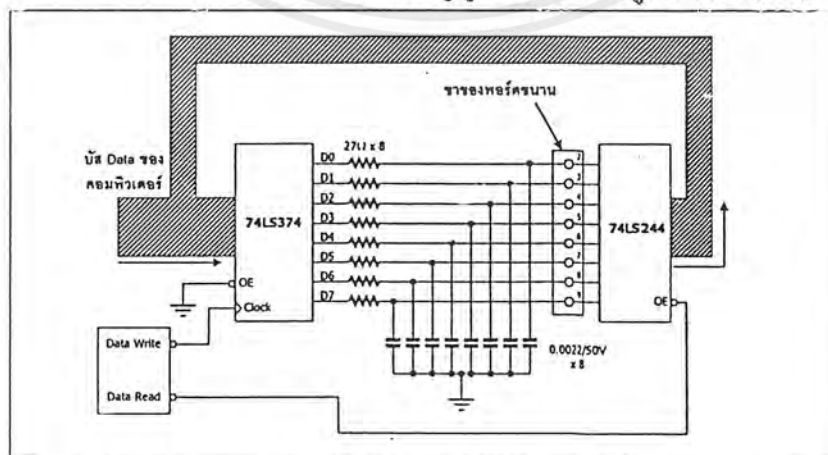 ขาของพอร์ตขนาน
บัส Data ของ
คอมพิวเตอร์
27Ω x 8
74LS374
D0
D1
D2
D3
D4
D5
D6
D7
OE
Clock
2
3
4
5
6
7
8
9
74LS244
OE
0.0022/50V
x 8
Data Write
Data Read